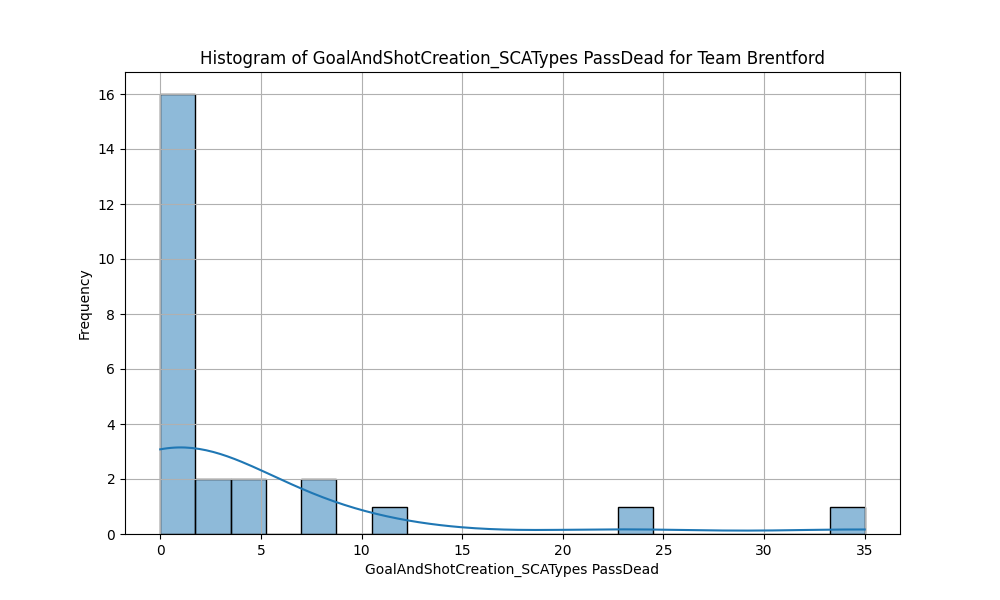 Histogram of GoalAndShotCreation_SCATypes PassDead for Team Brentford
16
14
12
10
8
6
4
2
0
Frequency
0 5 10 15 20 25 30 35
GoalAndShotCreation_SCATypes PassDead